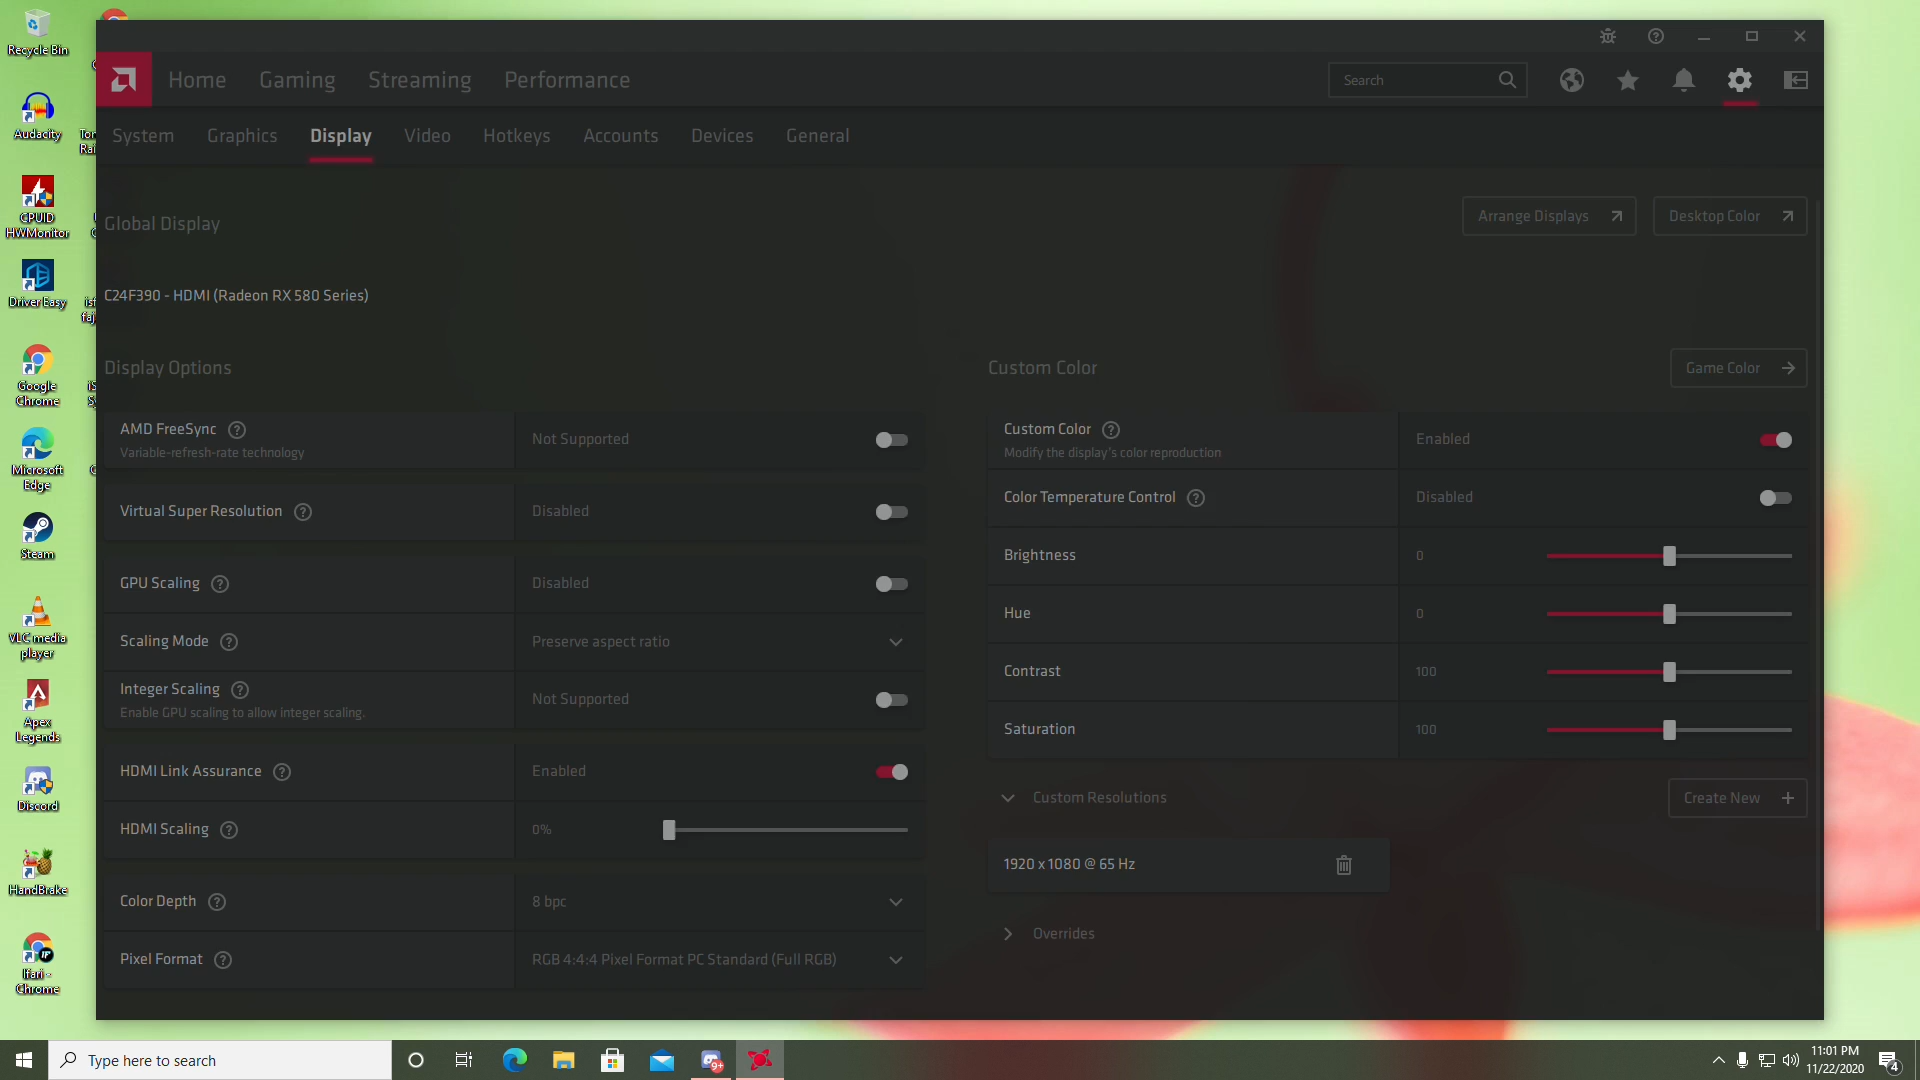 Recycle Bin
Audacity
CPUID
HWMonitor
Driver Easy
Google
Chrome
Microsoft
Edge
Steam
VLC media
player
Apex
Legends
Discord
HandBrake
Ifari -
Chrome
Home Gaming Streaming Performance
Search
System Graphics Display Video Hotkeys Accounts Devices General
Global Display
Arrange Displays
Desktop Color
C24F390 - HDMI (Radeon RX 580 Series)
Display Options
AMD FreeSync
Variable-refresh-rate technology
Not Supported
Virtual Super Resolution
Disabled
GPU Scaling
Disabled
Scaling Mode
Preserve aspect ratio
Integer Scaling
Enable GPU scaling to allow integer scaling.
Not Supported
HDMI Link Assurance
Enabled
HDMI Scaling
0%
Color Depth
8 bpc
Pixel Format
RGB 4:4:4 Pixel Format PC Standard (Full RGB)
Custom Color
Game Color
Custom Color
Modify the display's color reproduction
Enabled
Color Temperature Control
Disabled
Brightness
0
Hue
0
Contrast
100
Saturation
100
Custom Resolutions
Create New
1920 x 1080 @ 65 Hz
Overrides
Type here to search
9+
11:01 PM
11/22/2020
4